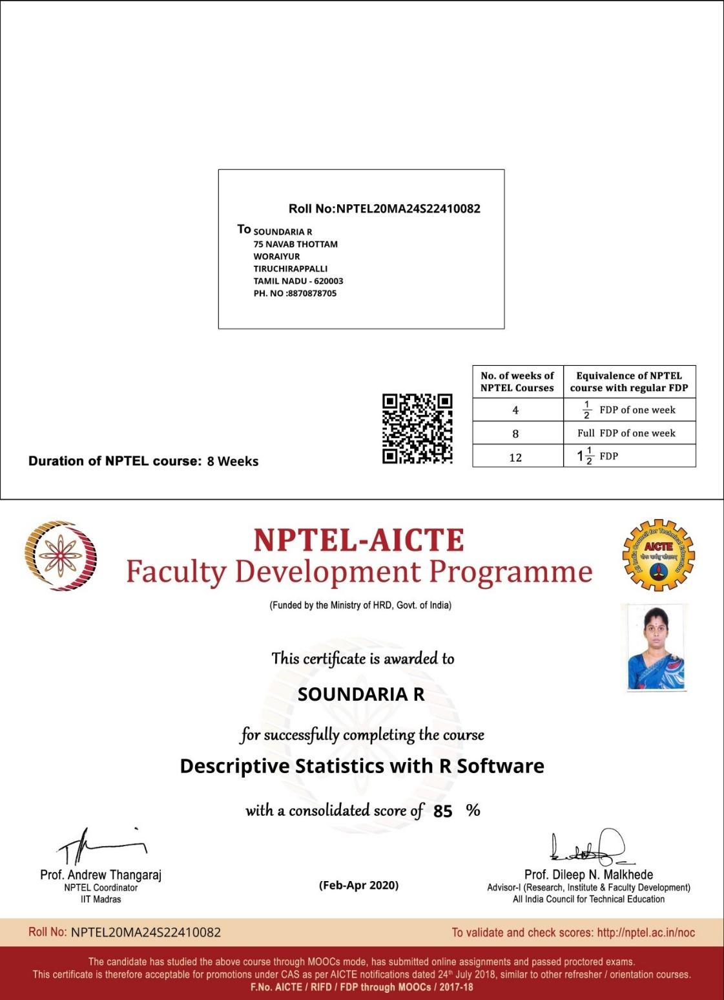 Roll No:NPTEL20MA24S22410082
To SOUNDARIA R
75 NAVAB THOTTAM
WORAIYUR
TIRUCHIRAPPALLI
TAMIL NADU - 620003
PH. NO :8870878705
No. of weeks of NPTEL Courses | Equivalence of NPTEL course with regular FDP
4 | 1/2 FDP of one week
8 | Full FDP of one week
12 | 1 1/2 FDP
Duration of NPTEL course: 8 Weeks
NPTEL-AICTE
Faculty Development Programme
(Funded by the Ministry of HRD, Govt. of India)
All India Council for Technical Education
AICTE
This certificate is awarded to
SOUNDARIA R
for successfully completing the course
Descriptive Statistics with R Software
with a consolidated score of 85 %
Prof. Andrew Thangaraj
NPTEL Coordinator
IIT Madras
(Feb-Apr 2020)
Prof. Dileep N. Malkhede
Advisor-I (Research, Institute & Faculty Development)
All India Council for Technical Education
Roll No: NPTEL20MA24S22410082
To validate and check scores: http://nptel.ac.in/noc
The candidate has studied the above course through MOOCs mode, has submitted online assignments and passed proctored exams.
This certificate is therefore acceptable for promotions under CAS as per AICTE notifications dated 24th July 2018, similar to other refresher / orientation courses.
F.No. AICTE / RIFD / FDP through MOOCs / 2017-18